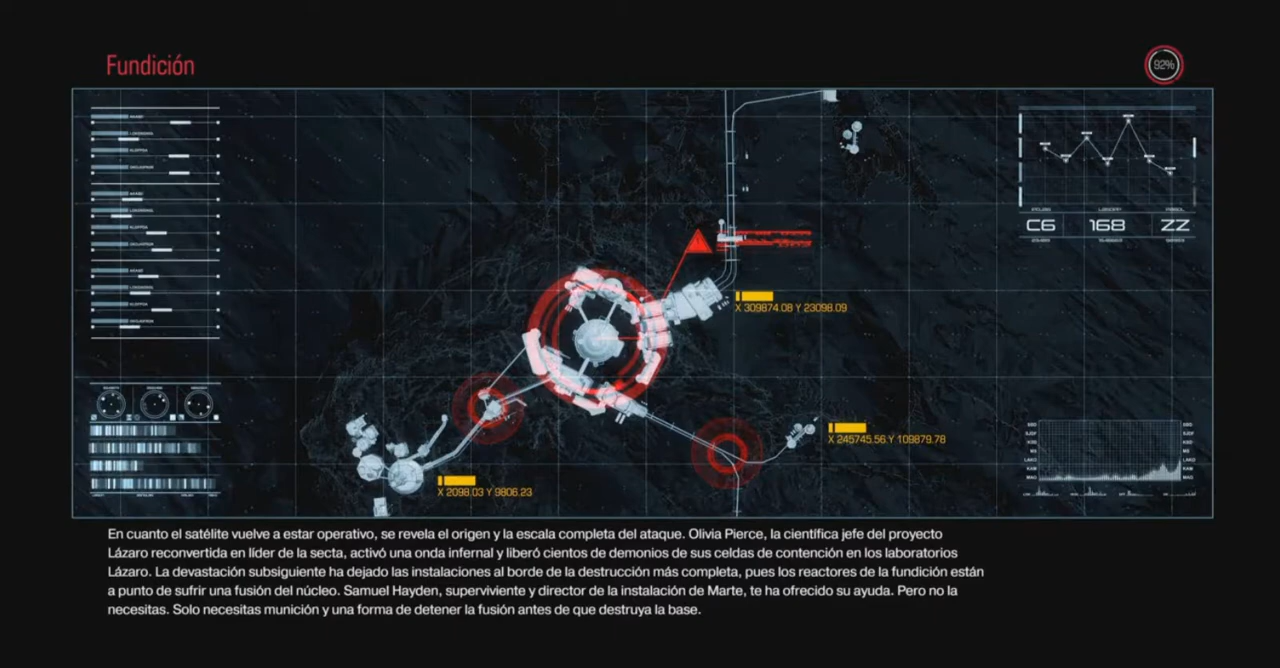 Fundición
92%
C6 168 ZZ
X 309874.08 Y 23098.09
X 245745.56 Y 109879.78
X 2098.03 Y 9806.23
En cuanto el satélite vuelve a estar operativo, se revela el origen y la escala completa del ataque. Olivia Pierce, la científica jefe del proyecto
Lázaro reconvertida en líder de la secta, activó una onda infernal y liberó cientos de demonios de sus celdas de contención en los laboratorios
Lázaro. La devastación subsiguiente ha dejado las instalaciones al borde de la destrucción más completa, pues los reactores de la fundición están
a punto de sufrir una fusión del núcleo. Samuel Hayden, superviviente y director de la instalación de Marte, te ha ofrecido su ayuda. Pero no la
necesitas. Solo necesitas munición y una forma de detener la fusión antes de que destruya la base.